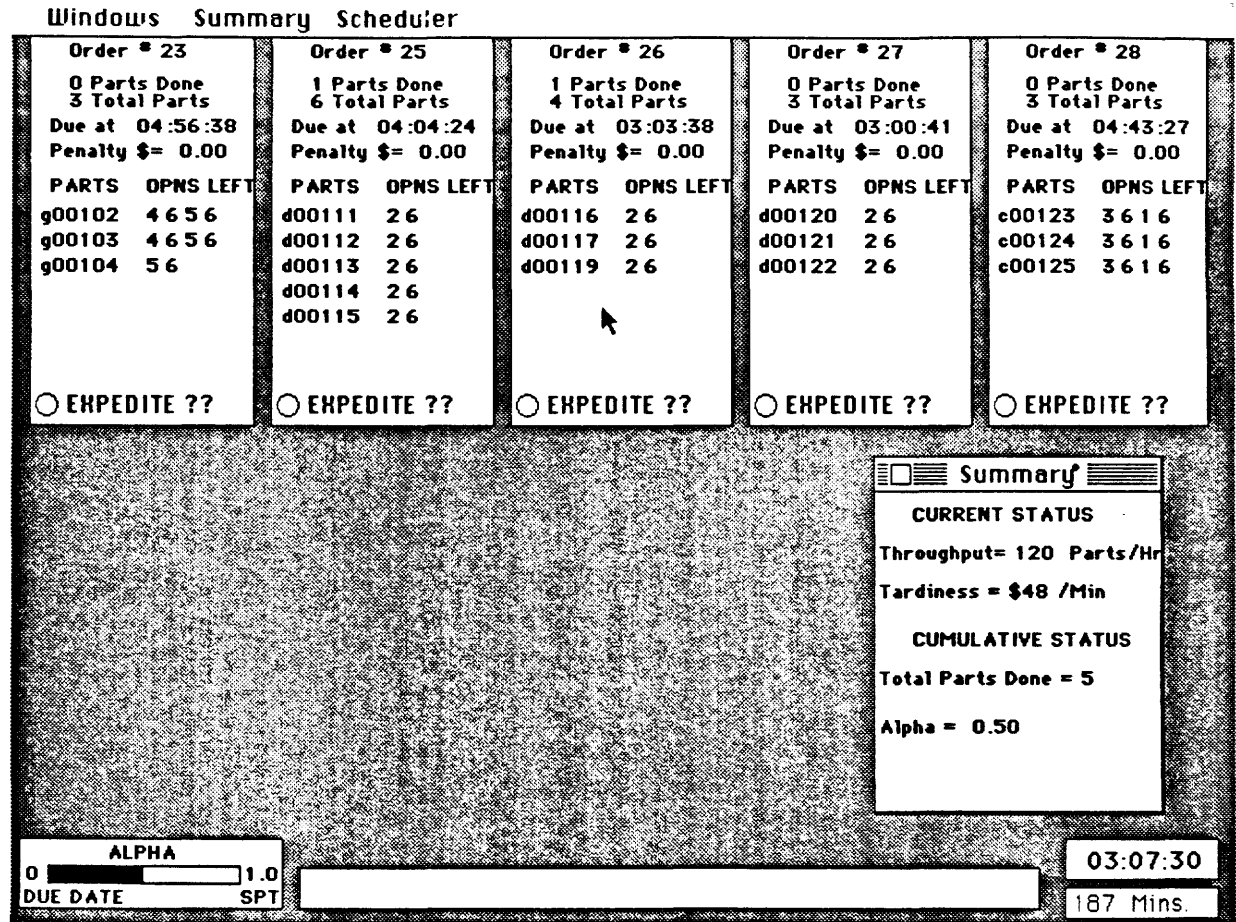 Windows Summary Scheduler
Order # 23
0 Parts Done
3 Total Parts
Due at 04:56:38
Penalty $= 0.00
PARTS OPNS LEFT
g00102 4 6 5 6
g00103 4 6 5 6
g00104 5 6
EXPEDITE ??
Order # 25
1 Parts Done
6 Total Parts
Due at 04:04:24
Penalty $= 0.00
PARTS OPNS LEFT
d00111 2 6
d00112 2 6
d00113 2 6
d00114 2 6
d00115 2 6
EXPEDITE ??
Order # 26
1 Parts Done
4 Total Parts
Due at 03:03:38
Penalty $= 0.00
PARTS OPNS LEFT
d00116 2 6
d00117 2 6
d00119 2 6
EXPEDITE ??
Order # 27
0 Parts Done
3 Total Parts
Due at 03:00:41
Penalty $= 0.00
PARTS OPNS LEFT
d00120 2 6
d00121 2 6
d00122 2 6
EXPEDITE ??
Order # 28
0 Parts Done
3 Total Parts
Due at 04:43:27
Penalty $= 0.00
PARTS OPNS LEFT
c00123 3 6 1 6
c00124 3 6 1 6
c00125 3 6 1 6
EXPEDITE ??
Summary
CURRENT STATUS
Throughput= 120 Parts/Hr
Tardiness = $48 /Min
CUMULATIVE STATUS
Total Parts Done = 5
Alpha = 0.50
ALPHA
0 1.0
DUE DATE SPT
03:07:30
187 Mins.